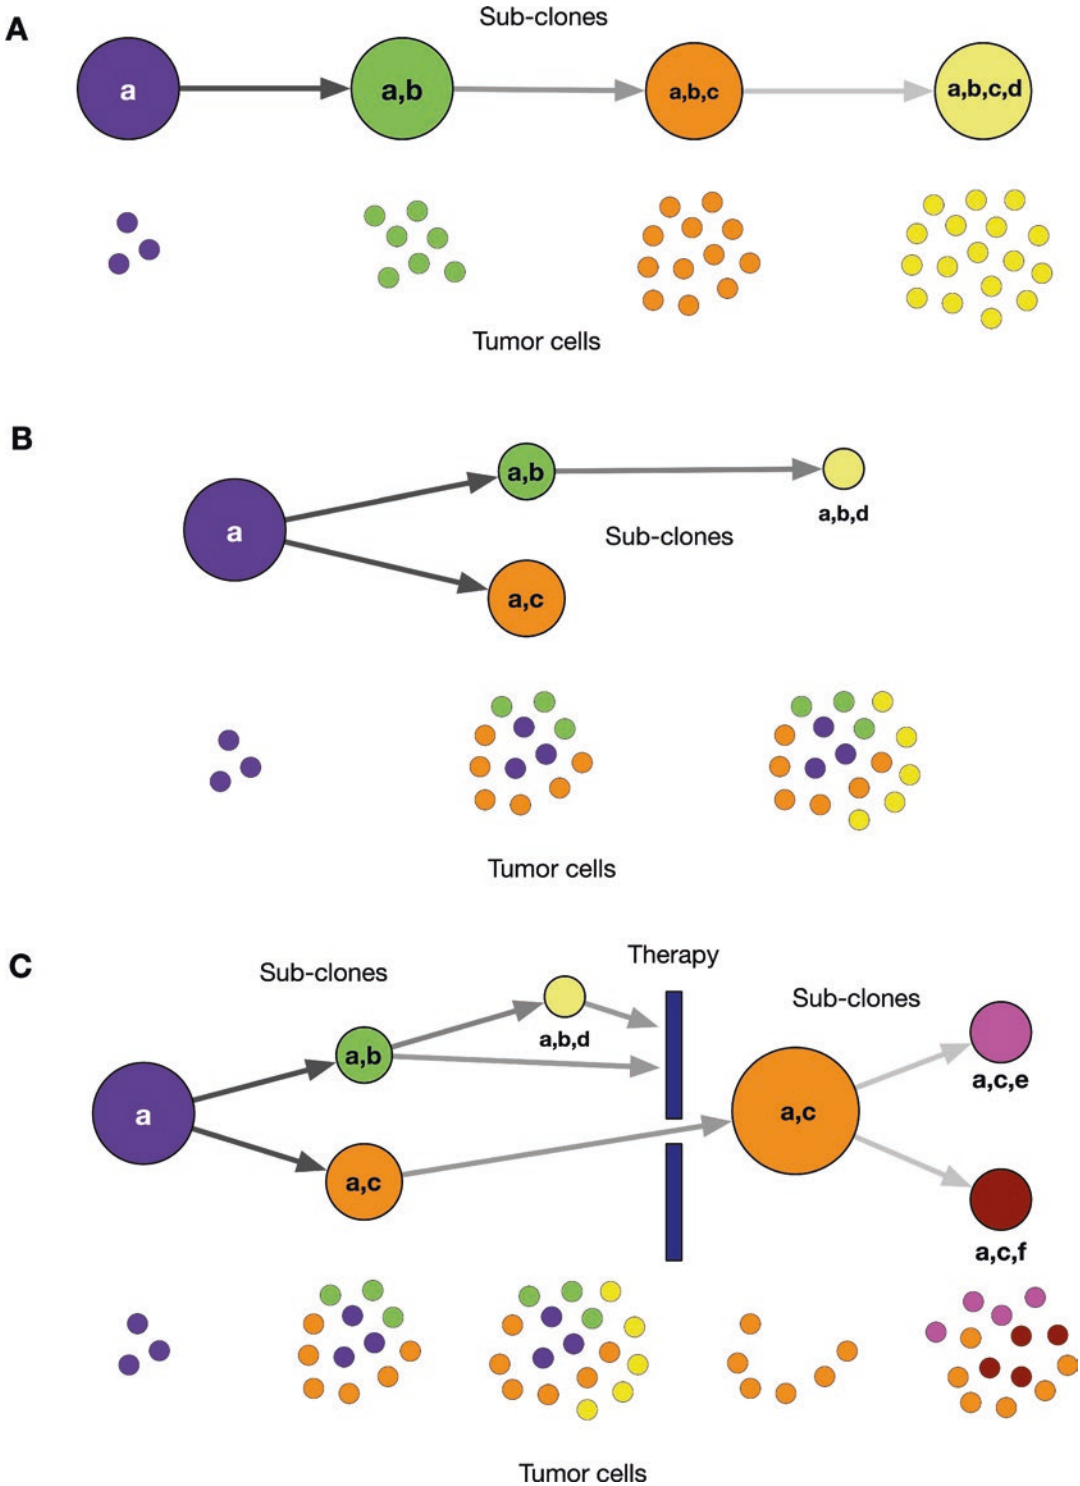 A
Sub-clones
a
a,b
a,b,c
a,b,c,d
Tumor cells
B
a
a,b
a,b,d
Sub-clones
a,c
Tumor cells
C
Sub-clones
Therapy
Sub-clones
a
a,b
a,b,d
a,c
a,c
a,c,e
a,c,f
Tumor cells